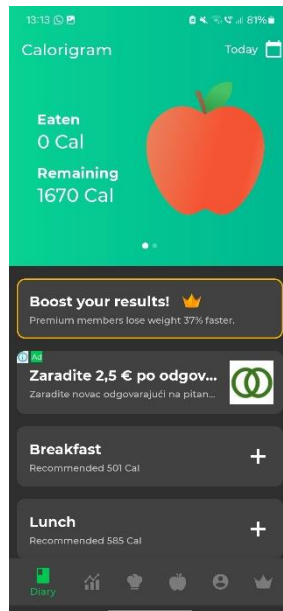 13:13 81%
Calorigram Today
Eaten
0 Cal
Remaining
1670 Cal
Boost your results!
Premium members lose weight 37% faster.
Ad
Zaradite 2,5 € po odgov...
Zaradite novac odgovarajući na pitan...
Breakfast
Recommended 501 Cal
Lunch
Recommended 585 Cal
Diary